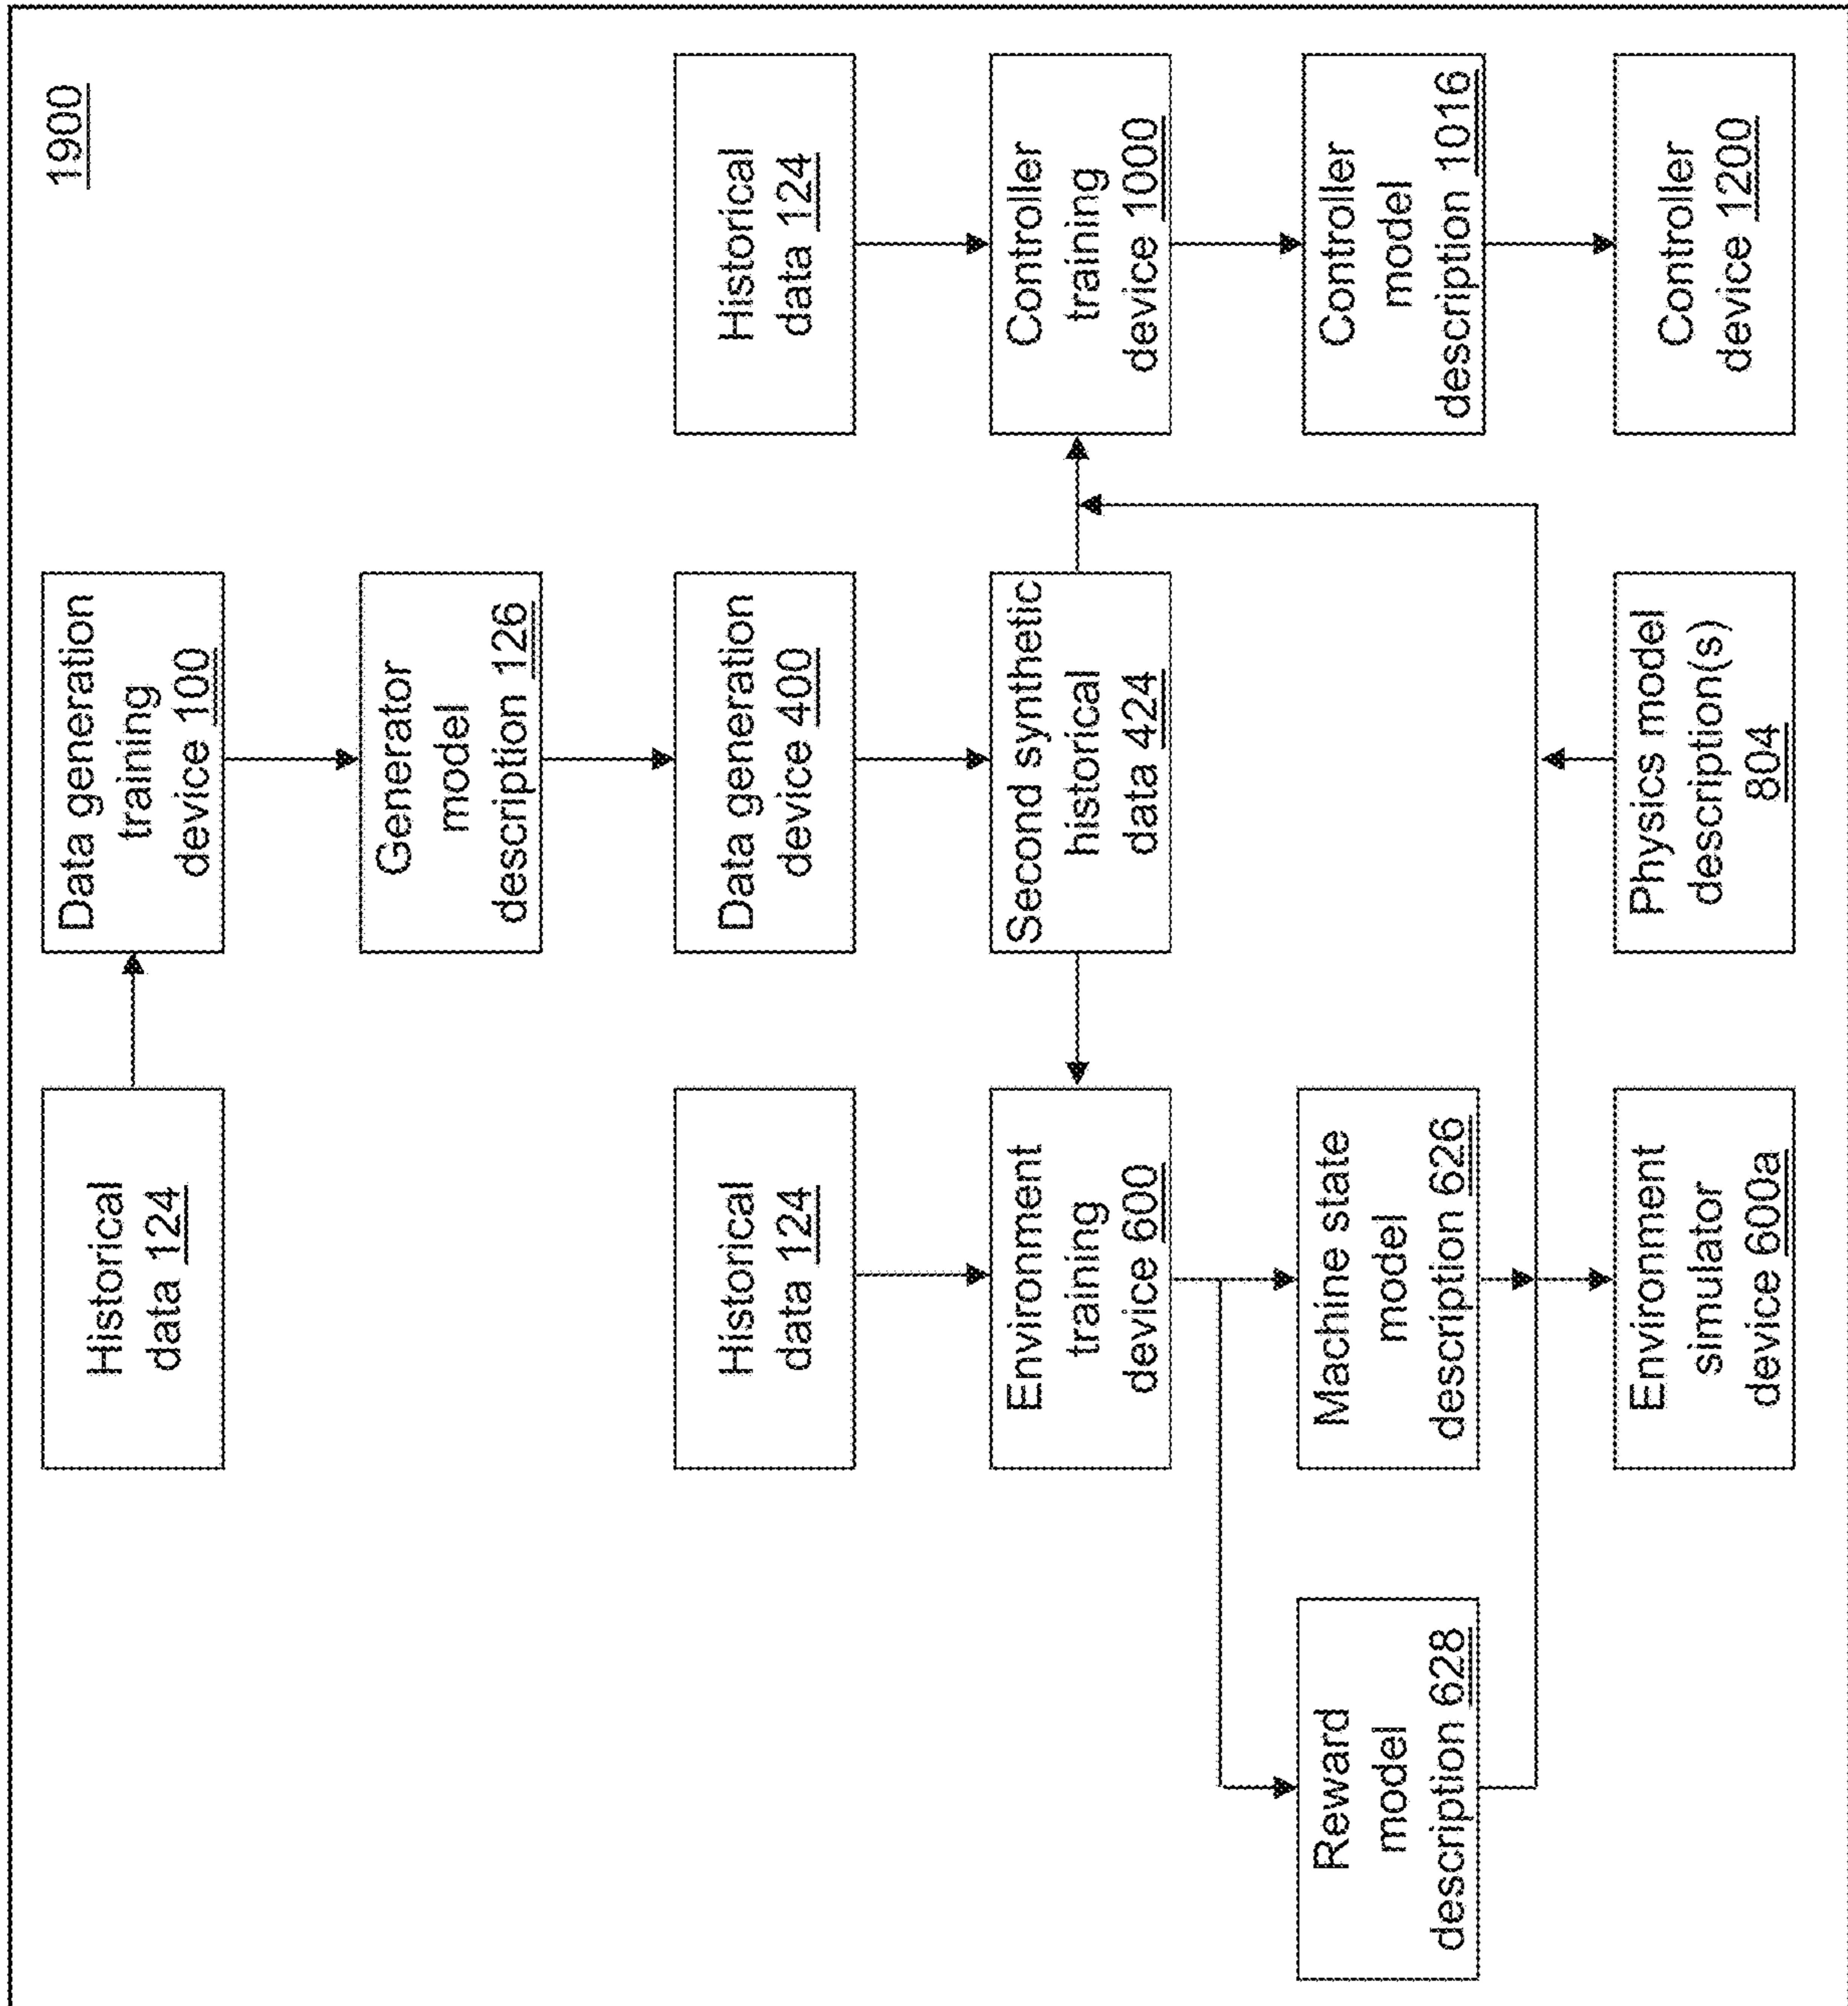 1900
Historical
data 124
Data generation
training
device 100
Generator
model
description 126
Historical
data 124
Data generation
device 400
Historical
data 124
Environment
training
device 600
Second synthetic
historical
data 424
Controller
training
device 1000
Reward
model
description 628
Machine state
model
description 626
Controller
model
description 1016
Environment
simulator
device 600a
Physics model
description(s)
804
Controller
device 1200